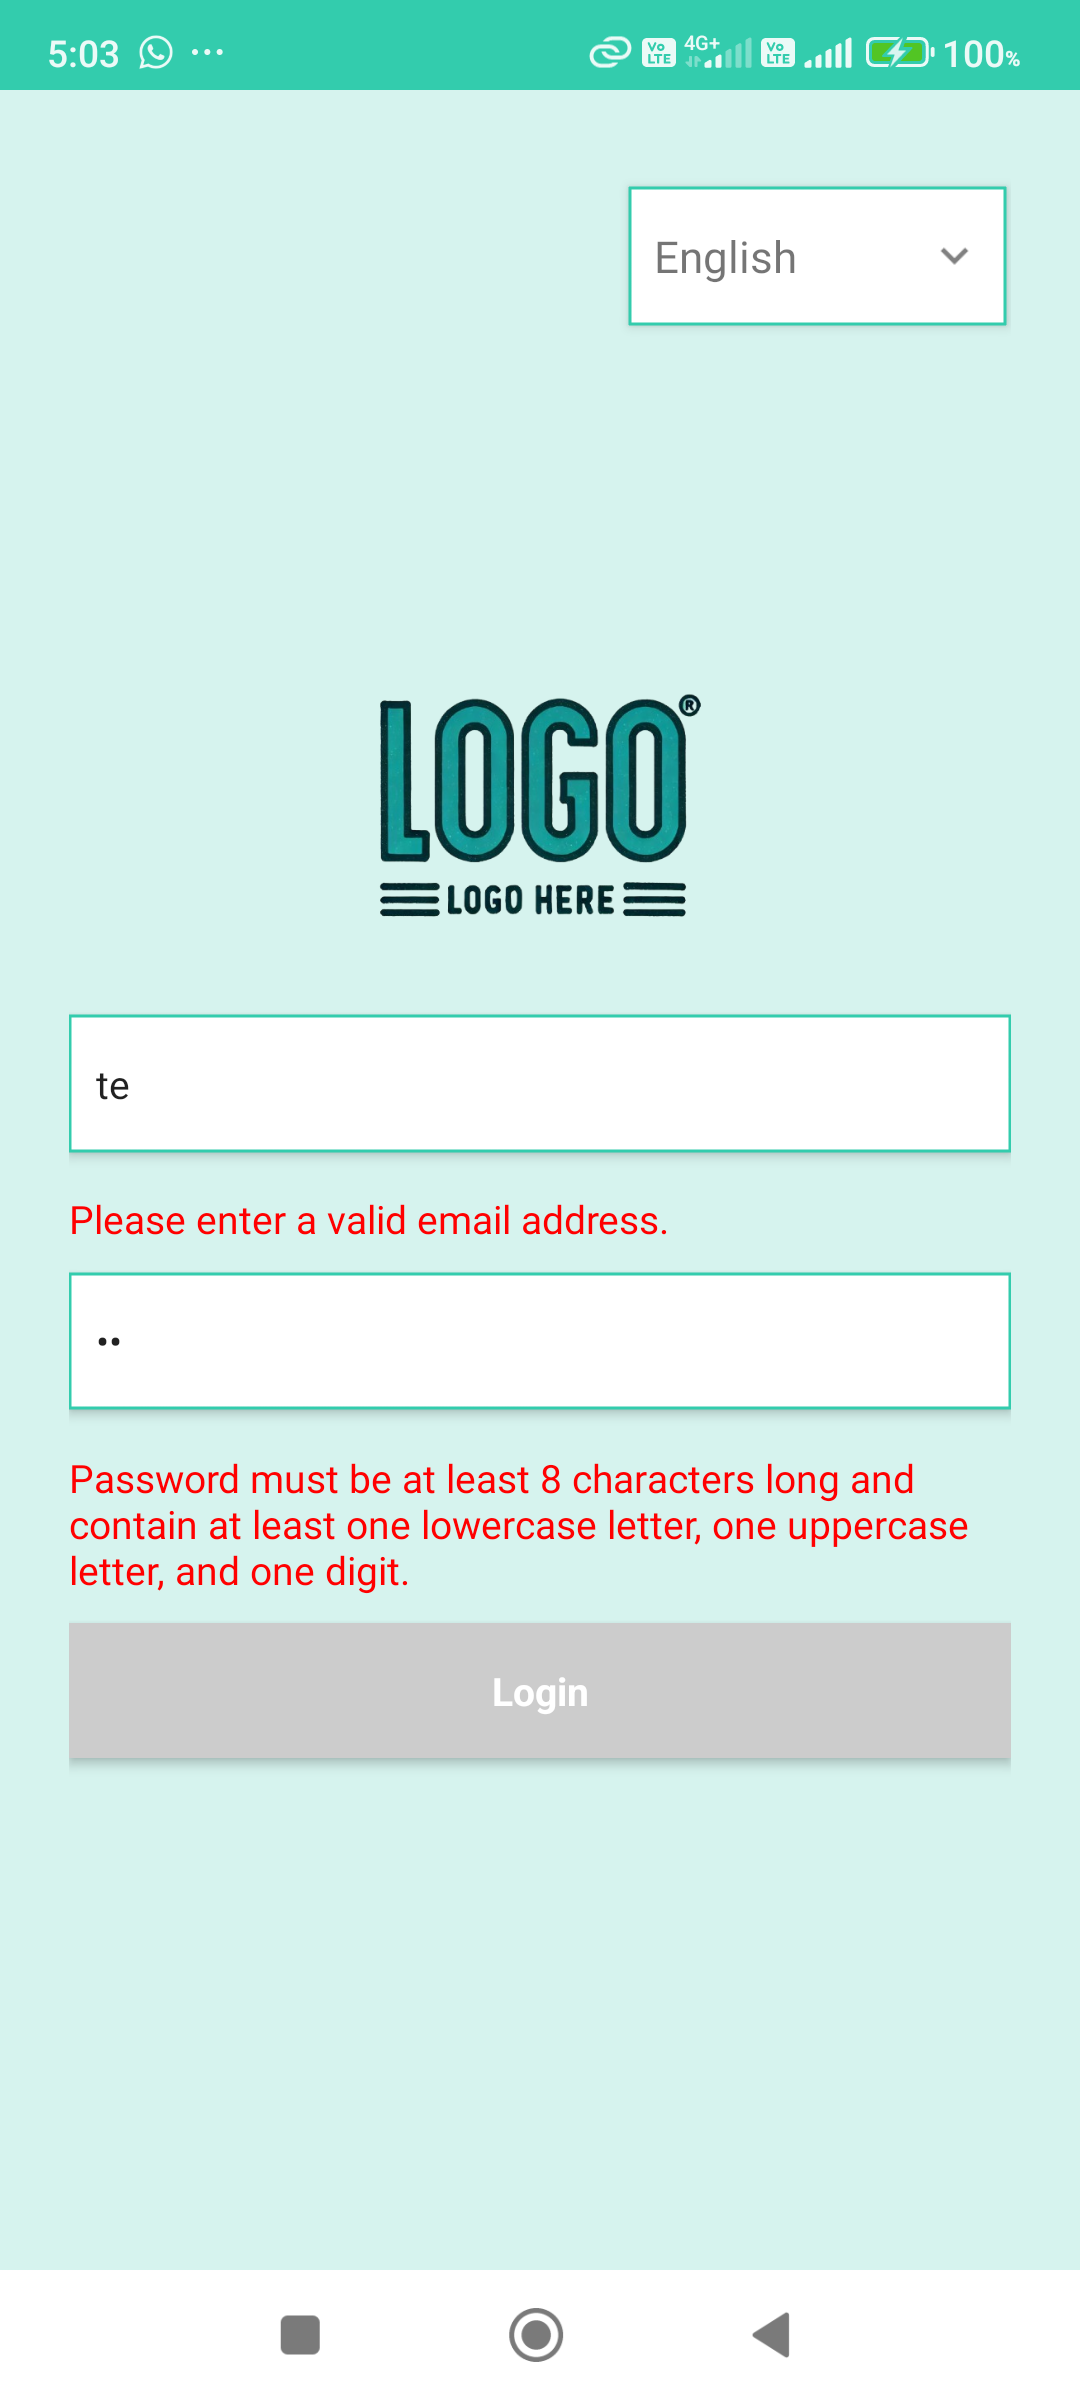 5:03
Vo LTE 4G+ Vo LTE 100%
English
LOGO®
LOGO HERE
te
Please enter a valid email address.
••
Password must be at least 8 characters long and
contain at least one lowercase letter, one uppercase
letter, and one digit.
Login